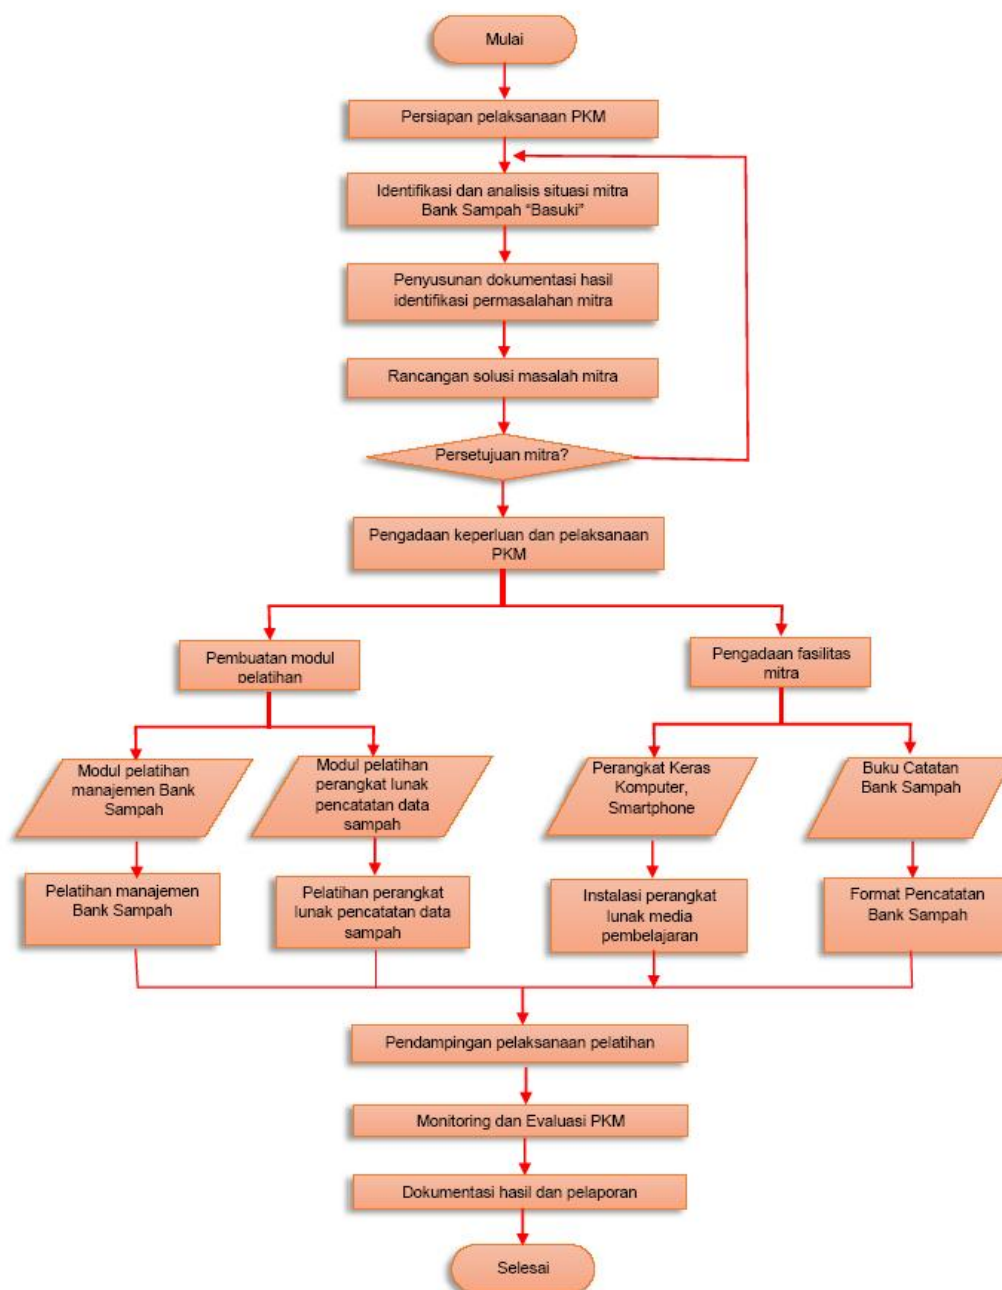 Mulai
Persiapan pelaksanaan PKM
Identifikasi dan analisis situasi mitra
Bank Sampah “Basuki”
Penyusunan dokumentasi hasil
identifikasi permasalahan mitra
Rancangan solusi masalah mitra
Persetujuan mitra?
Pengadaan keperluan dan pelaksanaan
PKM
Pembuatan modul
pelatihan
Pengadaan fasilitas
mitra
Modul pelatihan
manajemen Bank
Sampah
Modul pelatihan
perangkat lunak
pencatatan data
sampah
Perangkat Keras
Komputer,
Smartphone
Buku Catatan
Bank Sampah
Pelatihan manajemen
Bank Sampah
Pelatihan perangkat
lunak pencatatan data
sampah
Instalasi perangkat
lunak media
pembelajaran
Format Pencatatan
Bank Sampah
Pendampingan pelaksanaan pelatihan
Monitoring dan Evaluasi PKM
Dokumentasi hasil dan pelaporan
Selesai